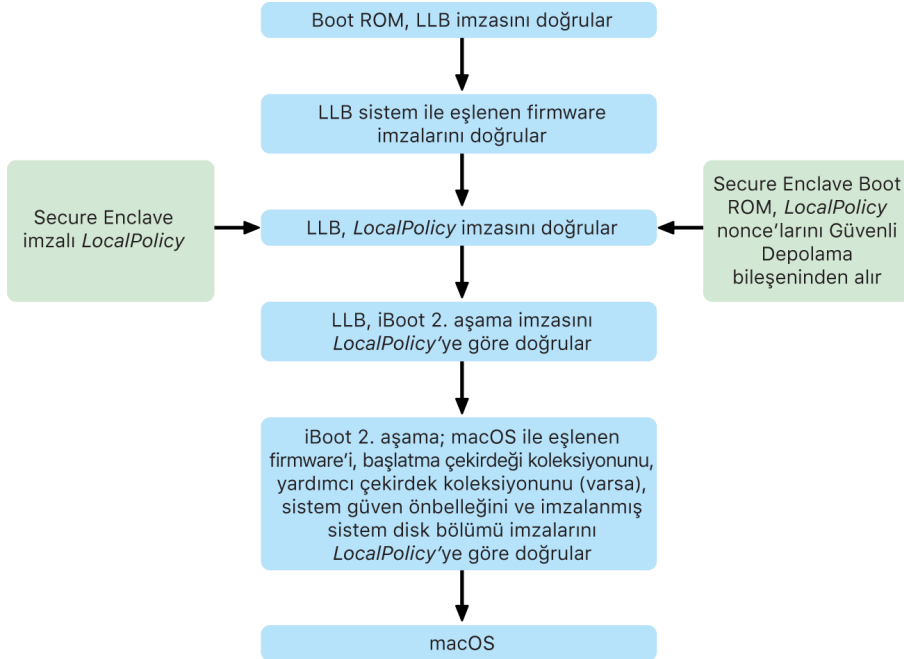 Boot ROM, LLB imzasını doğrular
LLB sistem ile eşlenen firmware
imzalarını doğrular
Secure Enclave
imzalı LocalPolicy
LLB, LocalPolicy imzasını doğrular
Secure Enclave Boot
ROM, LocalPolicy
nonce’larını Güvenli
Depolama
bileşeninden alır
LLB, iBoot 2. aşama imzasını
LocalPolicy’ye göre doğrular
iBoot 2. aşama; macOS ile eşlenen
firmware’i, başlatma çekirdeği koleksiyonunu,
yardımcı çekirdek koleksiyonunu (varsa),
sistem güven önbelleğini ve imzalanmış
sistem disk bölümü imzalarını
LocalPolicy’ye göre doğrular
macOS